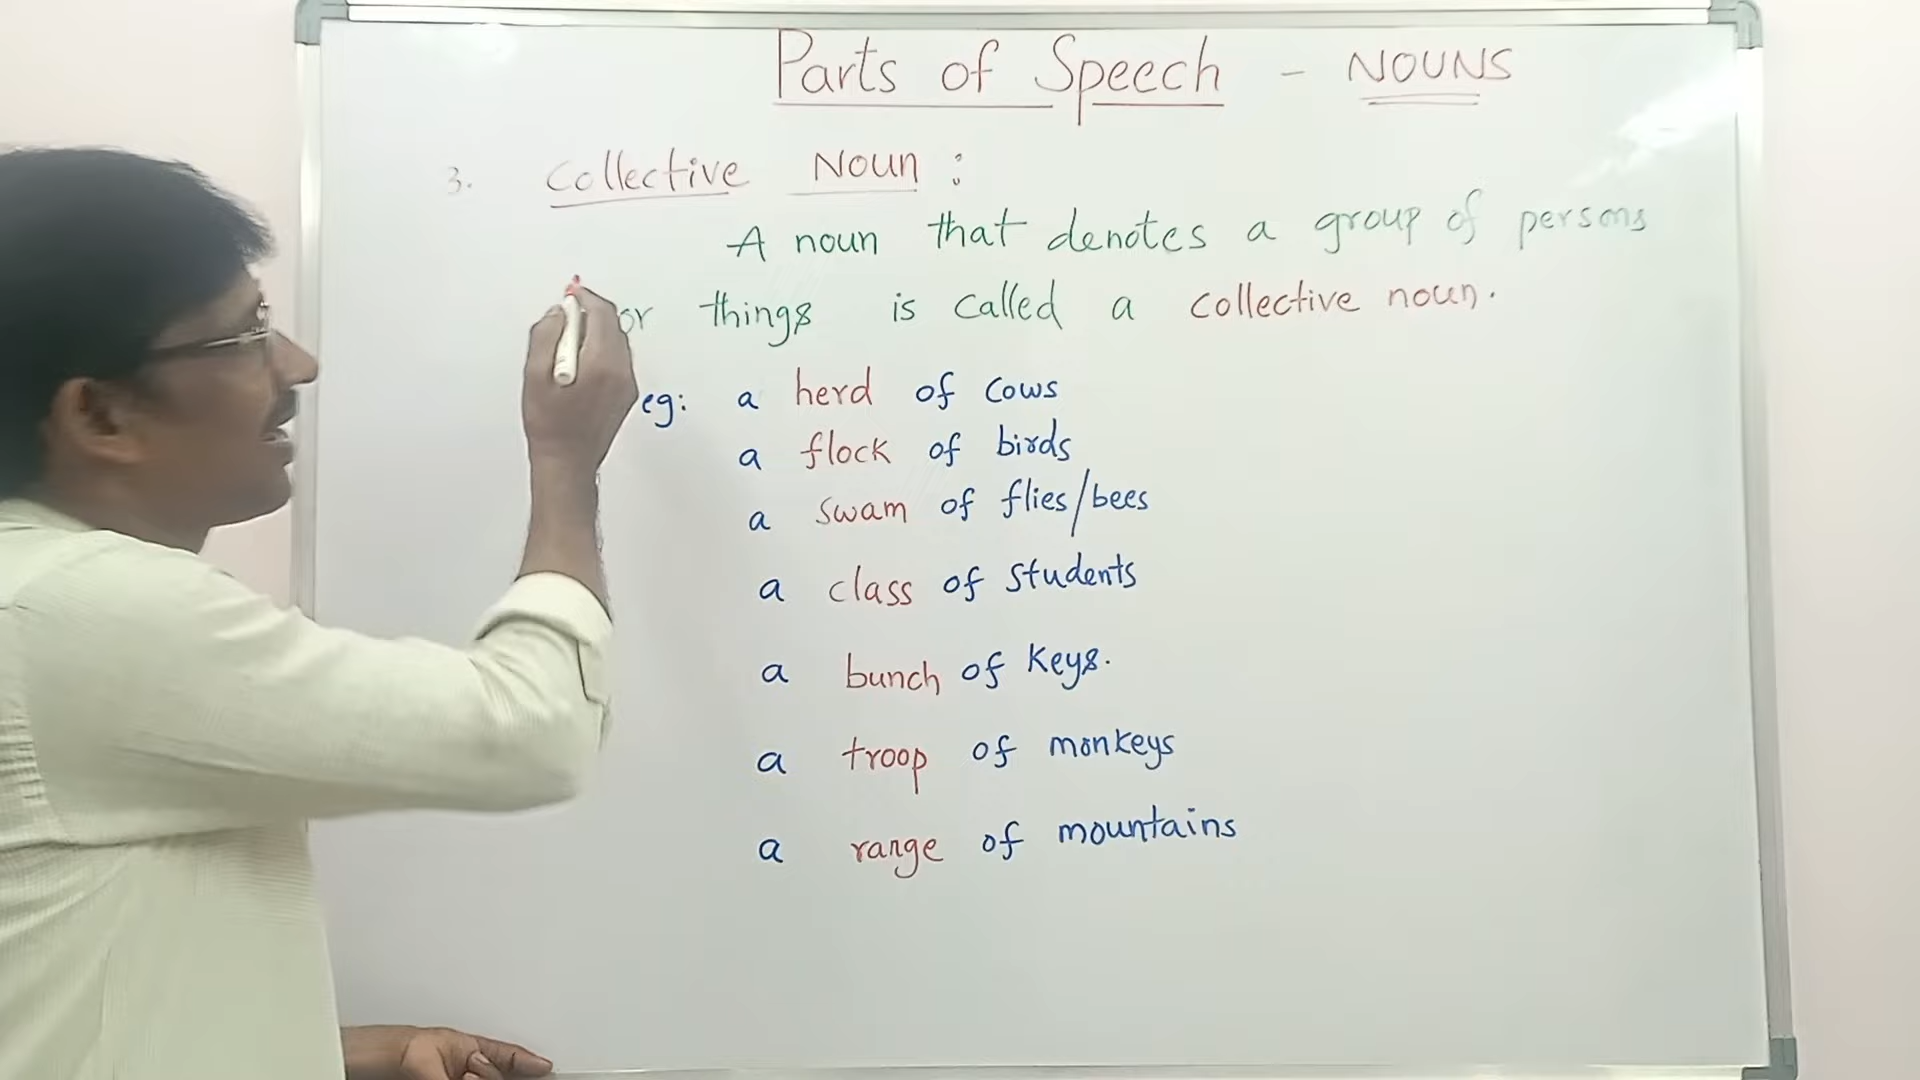 Parts of Speech - NOUNS
3. Collective Noun :
A noun that denotes a group of persons
or things is called a collective noun.
eg: a herd of cows
a flock of birds
a swam of flies/bees
a class of students
a bunch of keys.
a troop of monkeys
a range of mountains